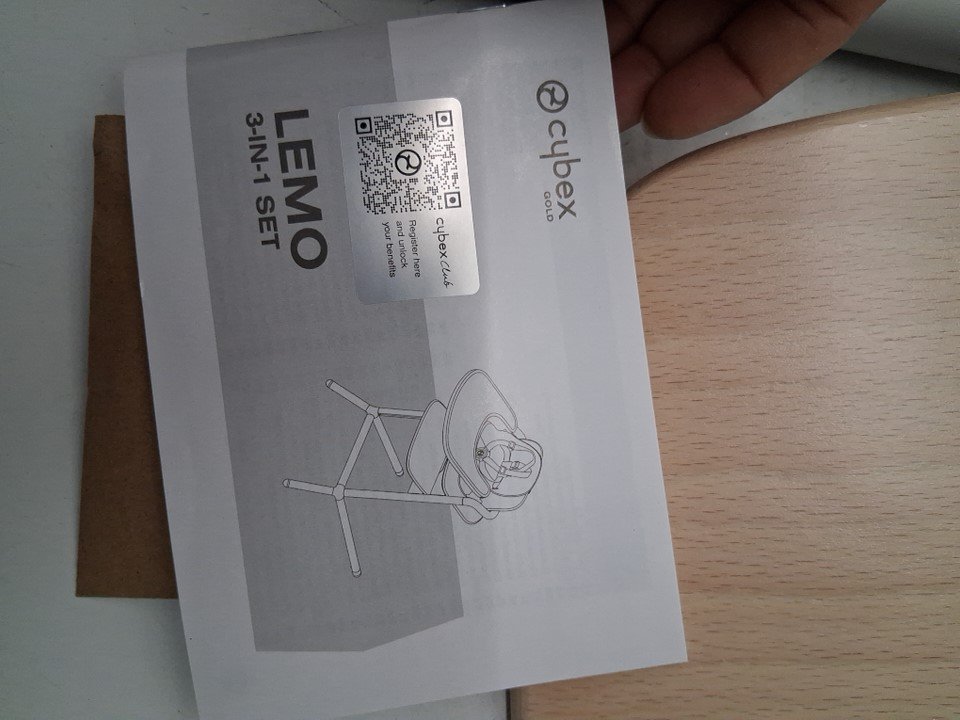 cybex
GOLD
cybex Club
Register here
and unlock
your benefits
LEMO
3-IN-1 SET